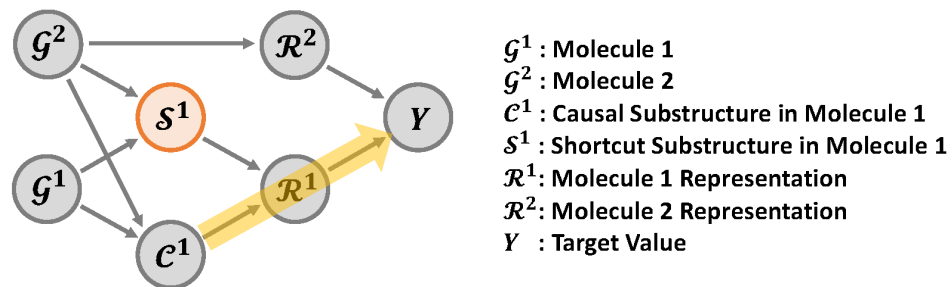 𝒢²
ℛ²
𝒮¹
Y
𝒢¹
ℛ¹
𝒞¹
𝒢¹ : Molecule 1
𝒢² : Molecule 2
𝒞¹ : Causal Substructure in Molecule 1
𝒮¹ : Shortcut Substructure in Molecule 1
ℛ¹: Molecule 1 Representation
ℛ²: Molecule 2 Representation
Y : Target Value